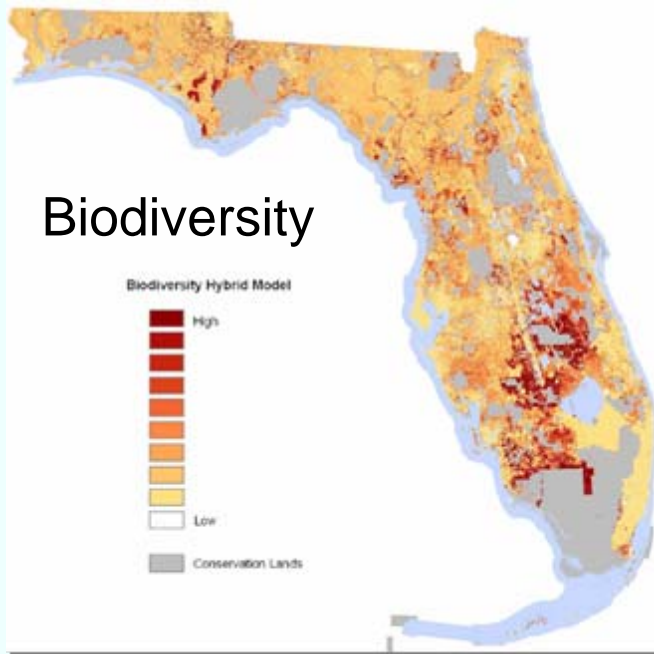 Biodiversity
Biodiversity Hybrid Model
High
Low
Conservation Lands